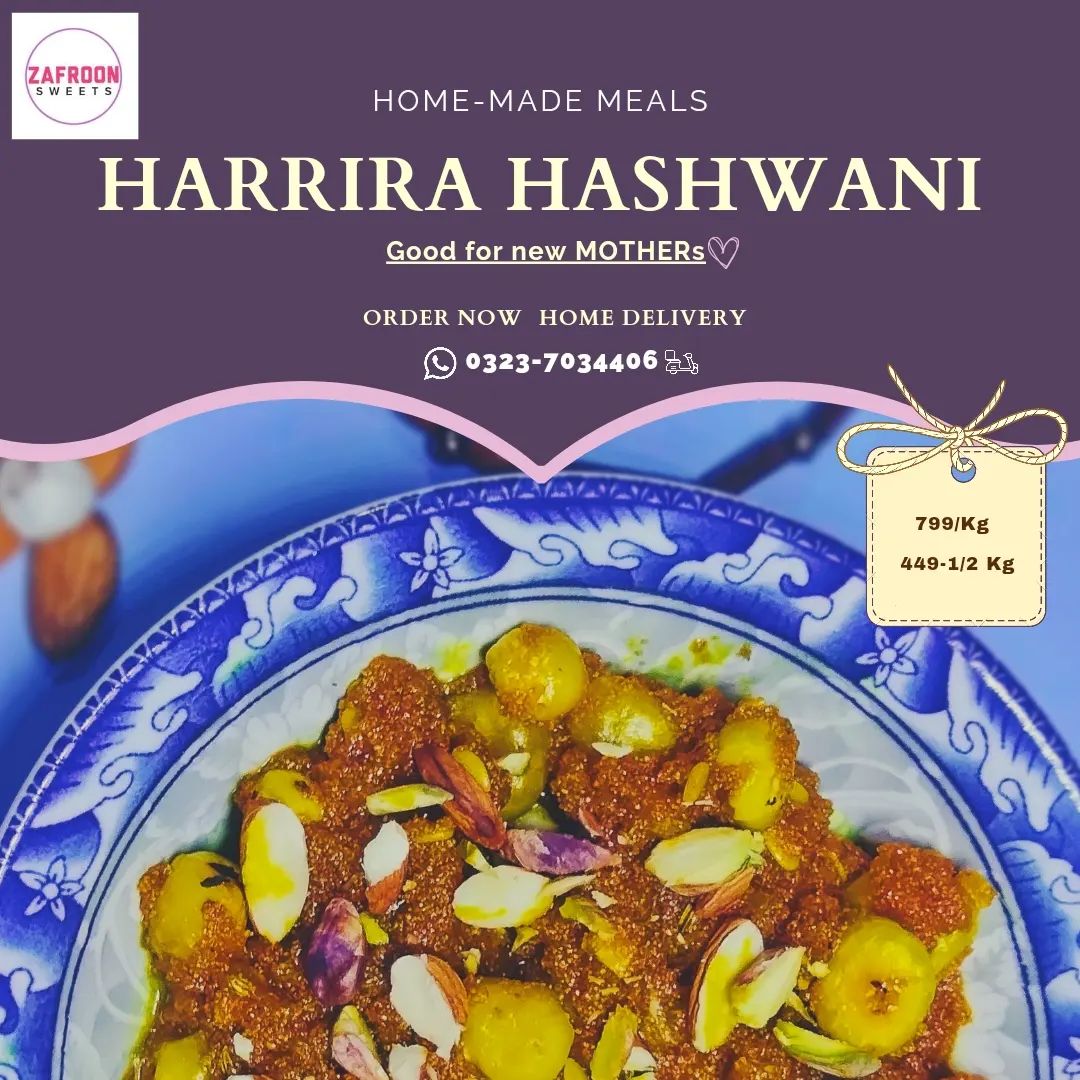 ZAFROON
SWEETS
HOME-MADE MEALS
HARRIRA HASHWANI
Good for new MOTHERs
ORDER NOW HOME DELIVERY
0323-7034406
799/Kg
449-1/2 Kg